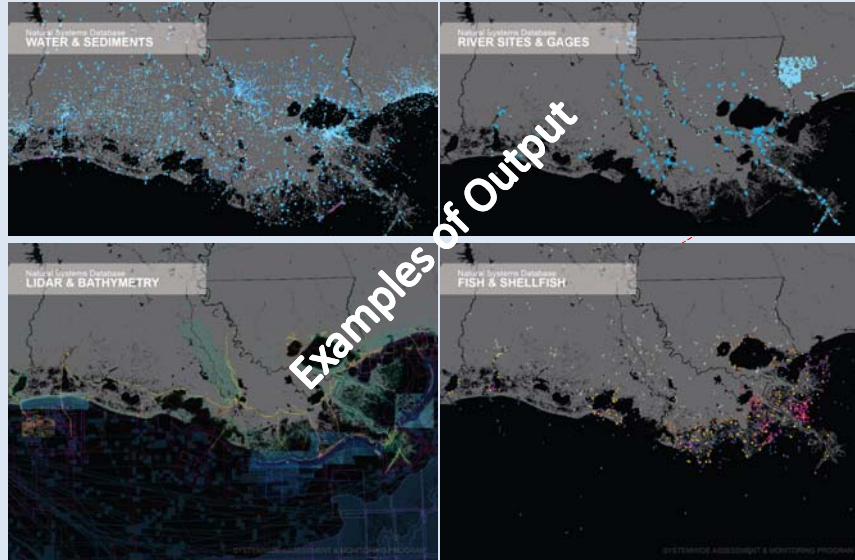 Natural Systems Database
WATER & SEDIMENTS
Natural Systems Database
RIVER SITES & GAGES
Examples of Output
Natural Systems Database
LIDAR & BATHYMETRY
Natural Systems Database
FISH & SHELLFISH
SYSTEMWIDE ASSESSMENT & MONITORING PROGRAM
SYSTEMWIDE ASSESSMENT & MONITORING PROGRAM